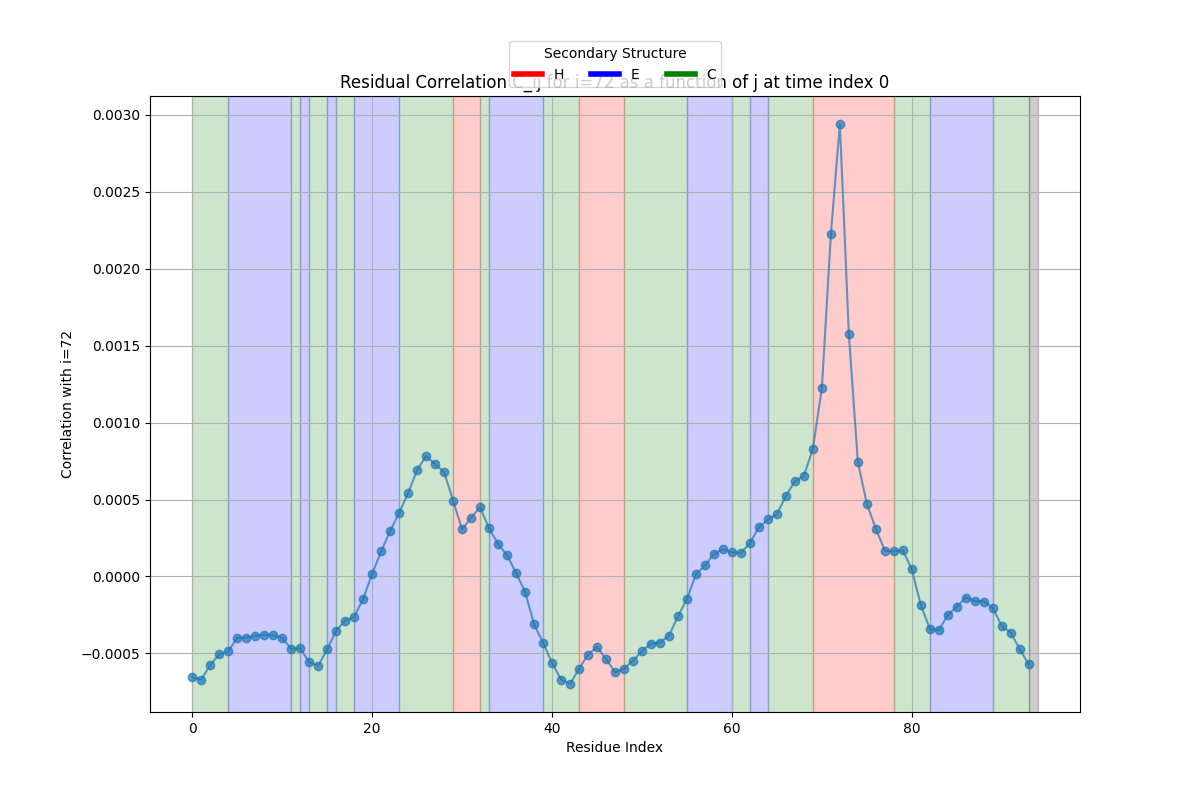 Secondary Structure
H E C
Residual Correlation C_ij for i=72 as a function of j at time index 0
0.0030
0.0025
0.0020
0.0015
0.0010
0.0005
0.0000
−0.0005
Correlation with i=72
0 20 40 60 80
Residue Index